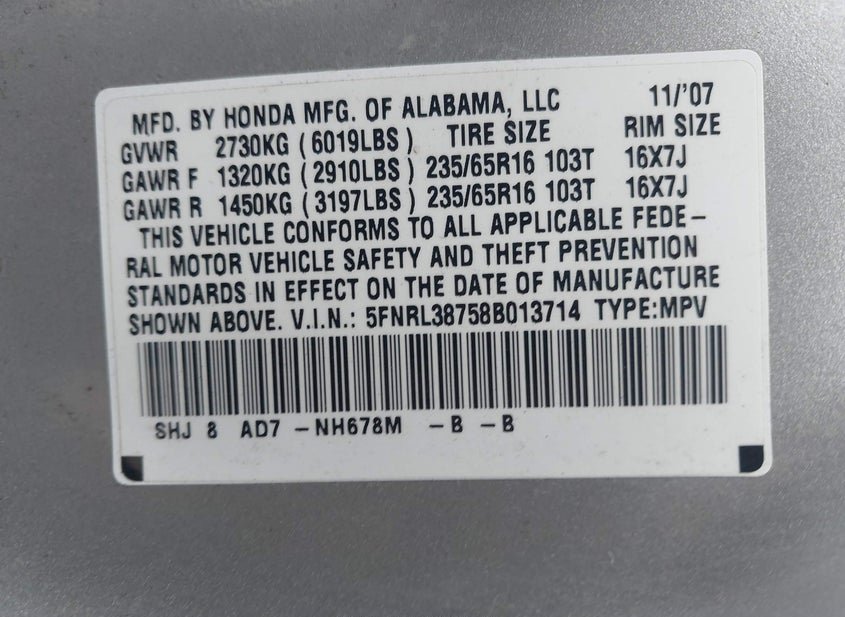 MFD. BY HONDA MFG. OF ALABAMA, LLC 11/'07
GVWR 2730KG ( 6019LBS ) TIRE SIZE RIM SIZE
GAWR F 1320KG ( 2910LBS ) 235/65R16 103T 16X7J
GAWR R 1450KG ( 3197LBS ) 235/65R16 103T 16X7J
THIS VEHICLE CONFORMS TO ALL APPLICABLE FEDE-
RAL MOTOR VEHICLE SAFETY AND THEFT PREVENTION
STANDARDS IN EFFECT ON THE DATE OF MANUFACTURE
SHOWN ABOVE. V.I.N.: 5FNRL38758B013714 TYPE:MPV
SHJ 8 AD7 -NH678M -B -B